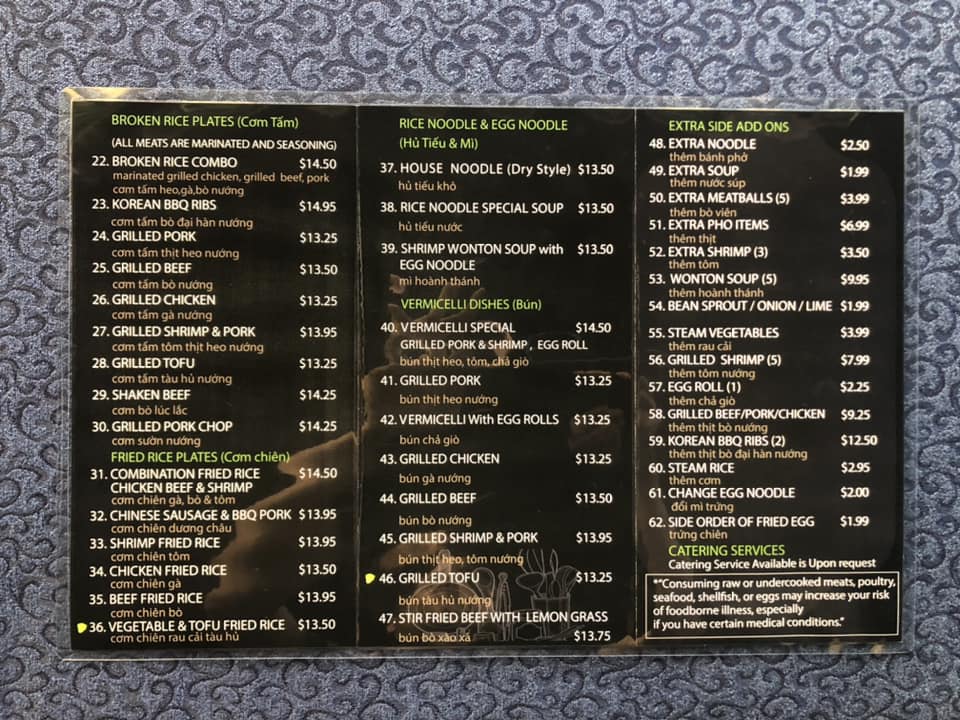 BROKEN RICE PLATES (Cơm Tấm)
(ALL MEATS ARE MARINATED AND SEASONING)
22. BROKEN RICE COMBO $14.50
marinated grilled chicken, grilled beef, pork
cơm tấm heo,gà,bò nướng
23. KOREAN BBQ RIBS $14.95
cơm tấm bò đại hàn nướng
24. GRILLED PORK $13.25
cơm tấm thịt heo nướng
25. GRILLED BEEF $13.50
cơm tấm bò nướng
26. GRILLED CHICKEN $13.25
cơm tấm gà nướng
27. GRILLED SHRIMP & PORK $13.95
cơm tấm tôm thịt heo nướng
28. GRILLED TOFU $13.25
cơm tấm tàu hủ nướng
29. SHAKEN BEEF $14.25
cơm bò lúc lắc
30. GRILLED PORK CHOP $14.25
cơm sườn nướng
FRIED RICE PLATES (Cơm chiên)
31. COMBINATION FRIED RICE $14.50
CHICKEN BEEF & SHRIMP
cơm chiên gà, bò & tôm
32. CHINESE SAUSAGE & BBQ PORK $13.95
cơm chiên dương châu
33. SHRIMP FRIED RICE $13.95
cơm chiên tôm
34. CHICKEN FRIED RICE $13.50
cơm chiên gà
35. BEEF FRIED RICE $13.95
cơm chiên bò
36. VEGETABLE & TOFU FRIED RICE $13.50
cơm chiên rau cải tàu hủ
RICE NOODLE & EGG NOODLE
(Hủ Tiếu & Mì)
37. HOUSE NOODLE (Dry Style) $13.50
hủ tiếu khô
38. RICE NOODLE SPECIAL SOUP $13.50
hủ tiếu nước
39. SHRIMP WONTON SOUP with $13.50
EGG NOODLE
mì hoành thánh
VERMICELLI DISHES (Bún)
40. VERMICELLI SPECIAL $14.50
GRILLED PORK & SHRIMP , EGG ROLL
bún thịt heo, tôm, chả giò
41. GRILLED PORK $13.25
bún thịt heo nướng
42. VERMICELLI With EGG ROLLS $13.25
bún chả giò
43. GRILLED CHICKEN $13.25
bún gà nướng
44. GRILLED BEEF $13.50
bún bò nướng
45. GRILLED SHRIMP & PORK $13.95
bún thịt heo, tôm nướng
46. GRILLED TOFU $13.25
bún tàu hủ nướng
47. STIR FRIED BEEF WITH LEMON GRASS
bún bò xào xả $13.75
EXTRA SIDE ADD ONS
48. EXTRA NOODLE $2.50
thêm bánh phở
49. EXTRA SOUP $1.99
thêm nước súp
50. EXTRA MEATBALLS (5) $3.99
thêm bò viên
51. EXTRA PHO ITEMS $6.99
thêm thịt
52. EXTRA SHRIMP (3) $3.50
thêm tôm
53. WONTON SOUP (5) $9.95
thêm hoành thánh
54. BEAN SPROUT / ONION / LIME $1.99
55. STEAM VEGETABLES $3.99
thêm rau cải
56. GRILLED SHRIMP (5) $7.99
thêm tôm nướng
57. EGG ROLL (1) $2.25
thêm chả giò
58. GRILLED BEEF/PORK/CHICKEN $9.25
thêm thịt bò nướng
59. KOREAN BBQ RIBS (2) $12.50
thêm thịt bò đại hàn nướng
60. STEAM RICE $2.95
thêm cơm
61. CHANGE EGG NOODLE $2.00
đổi mì trứng
62. SIDE ORDER OF FRIED EGG $1.99
trứng chiên
CATERING SERVICES
Catering Service Available is Upon request
*"Consuming raw or undercooked meats, poultry,
seafood, shellfish, or eggs may increase your risk
of foodborne illness, especially
if you have certain medical conditions."